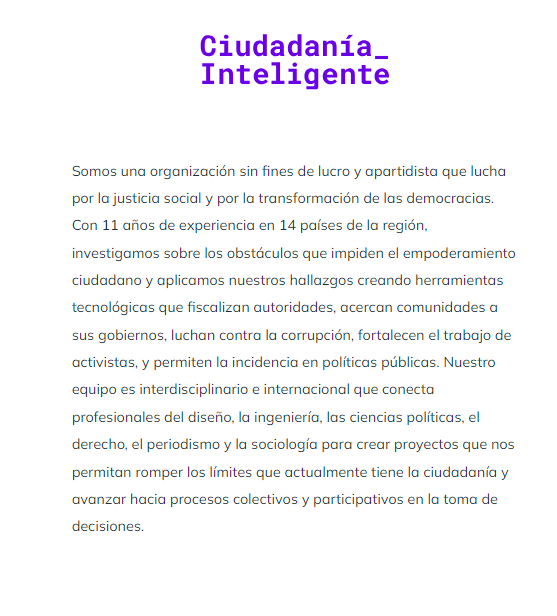 Ciudadanía_
Inteligente
Somos una organización sin fines de lucro y apartidista que lucha
por la justicia social y por la transformación de las democracias.
Con 11 años de experiencia en 14 países de la región,
investigamos sobre los obstáculos que impiden el empoderamiento
ciudadano y aplicamos nuestros hallazgos creando herramientas
tecnológicas que fiscalizan autoridades, acercan comunidades a
sus gobiernos, luchan contra la corrupción, fortalecen el trabajo de
activistas, y permiten la incidencia en políticas públicas. Nuestro
equipo es interdisciplinario e internacional que conecta
profesionales del diseño, la ingeniería, las ciencias políticas, el
derecho, el periodismo y la sociología para crear proyectos que nos
permitan romper los límites que actualmente tiene la ciudadanía y
avanzar hacia procesos colectivos y participativos en la toma de
decisiones.